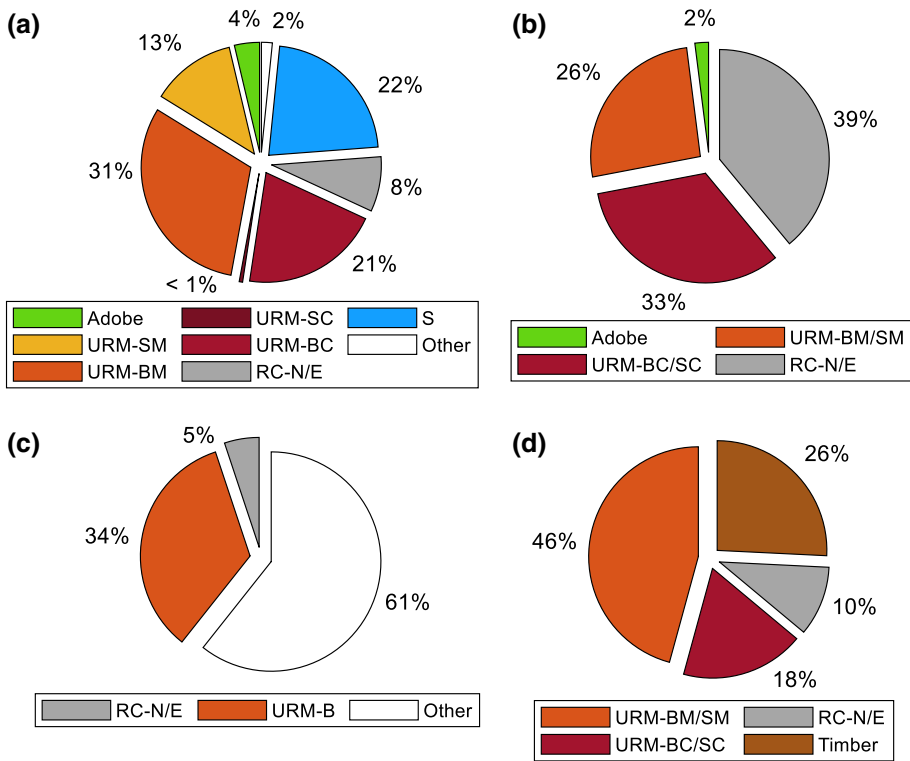 (a)
4%
2%
13%
22%
31%
8%
21%
< 1%
Adobe URM-SC S
URM-SM URM-BC Other
URM-BM RC-N/E
(b)
2%
26%
39%
33%
Adobe URM-BM/SM
URM-BC/SC RC-N/E
(c)
5%
34%
61%
RC-N/E URM-B Other
(d)
26%
46%
10%
18%
URM-BM/SM RC-N/E
URM-BC/SC Timber